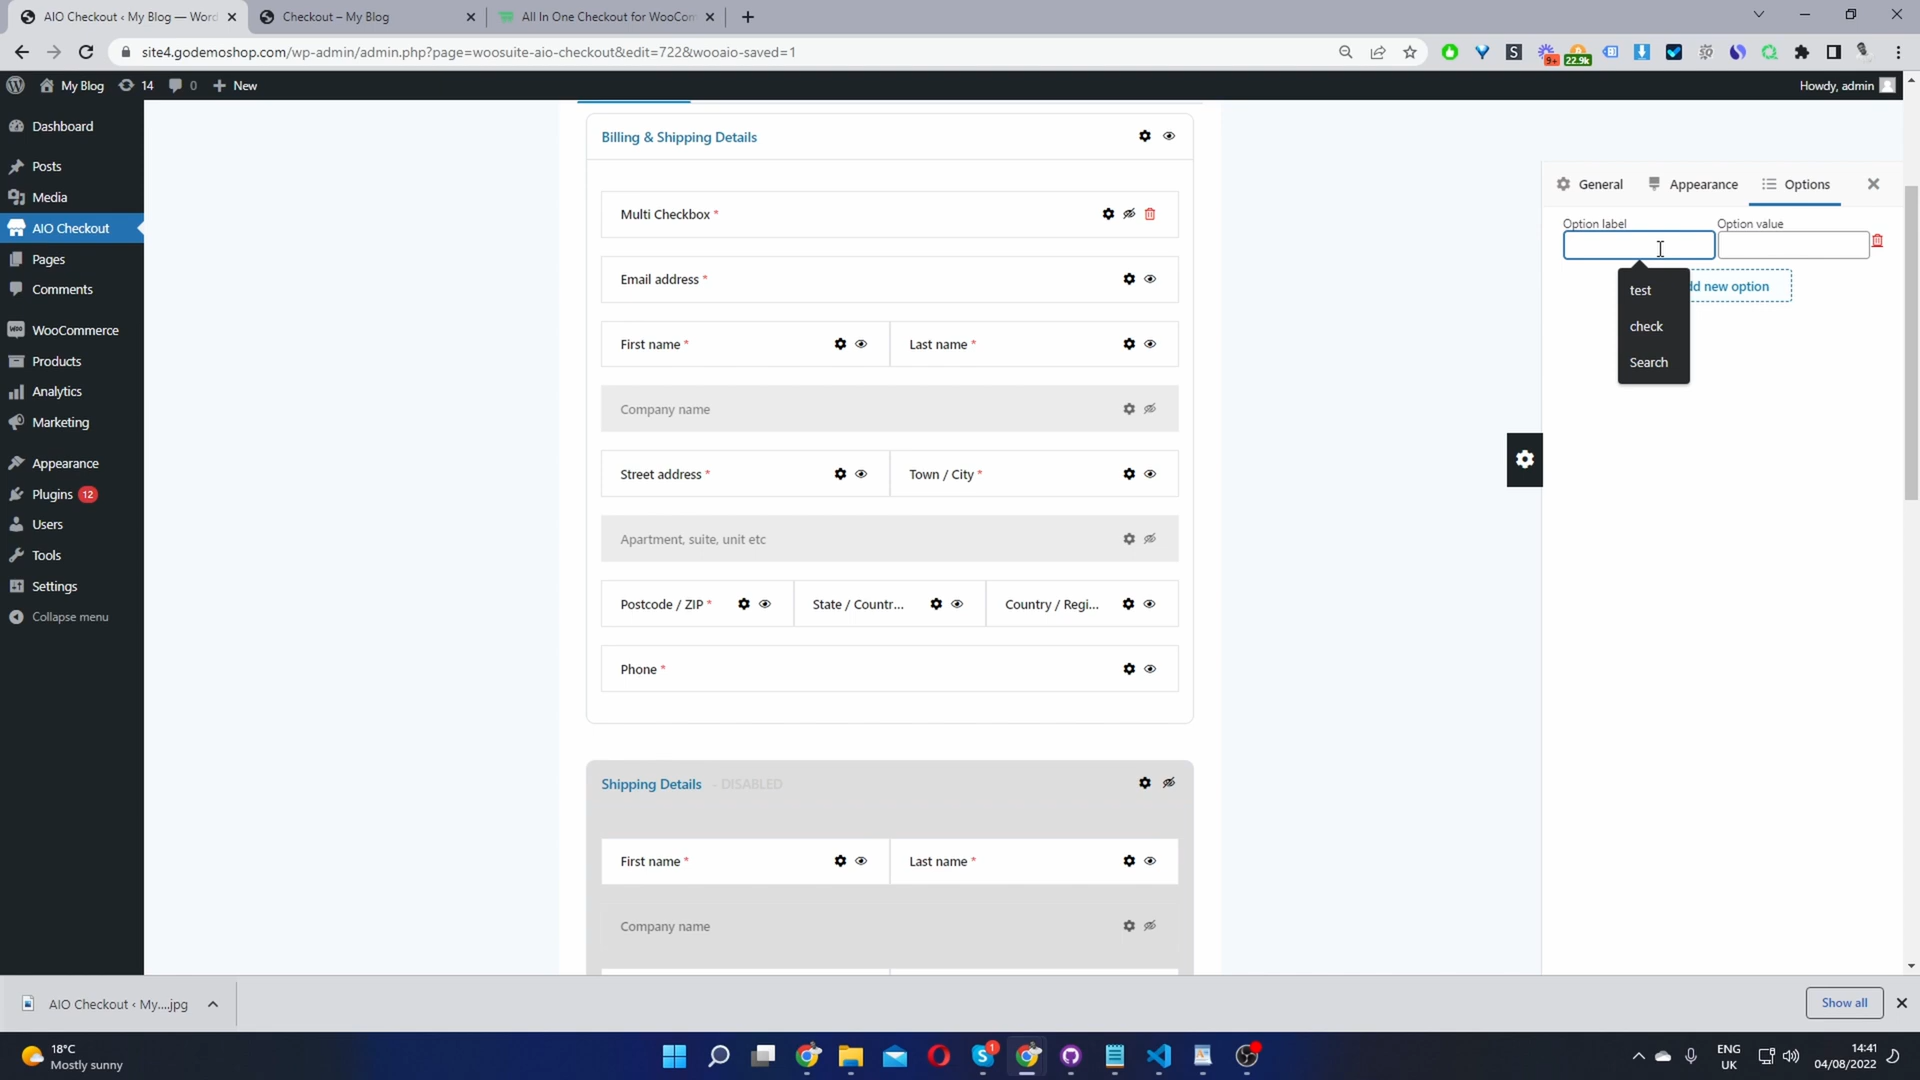 AIO Checkout ‹ My Blog — Word
Checkout – My Blog
All In One Checkout for WooCom
site4.godemoshop.com/wp-admin/admin.php?page=woosuite-aio-checkout&edit=722&wooaio-saved=1
9+
22.9k
My Blog
14
0
New
Howdy, admin
Dashboard
Posts
Media
AIO Checkout
Pages
Comments
WooCommerce
Products
Analytics
Marketing
Appearance
Plugins 12
Users
Tools
Settings
Collapse menu
Billing & Shipping Details
Multi Checkbox *
Email address *
First name *
Last name *
Company name
Street address *
Town / City *
Apartment, suite, unit etc
Postcode / ZIP *
State / Countr...
Country / Regi...
Phone *
Shipping Details - DISABLED
First name *
Last name *
Company name
General
Appearance
Options
Option label
Option value
test
check
Search
dd new option
AIO Checkout ‹ My....jpg
Show all
18°C
Mostly sunny
1
ENG
UK
14:41
04/08/2022